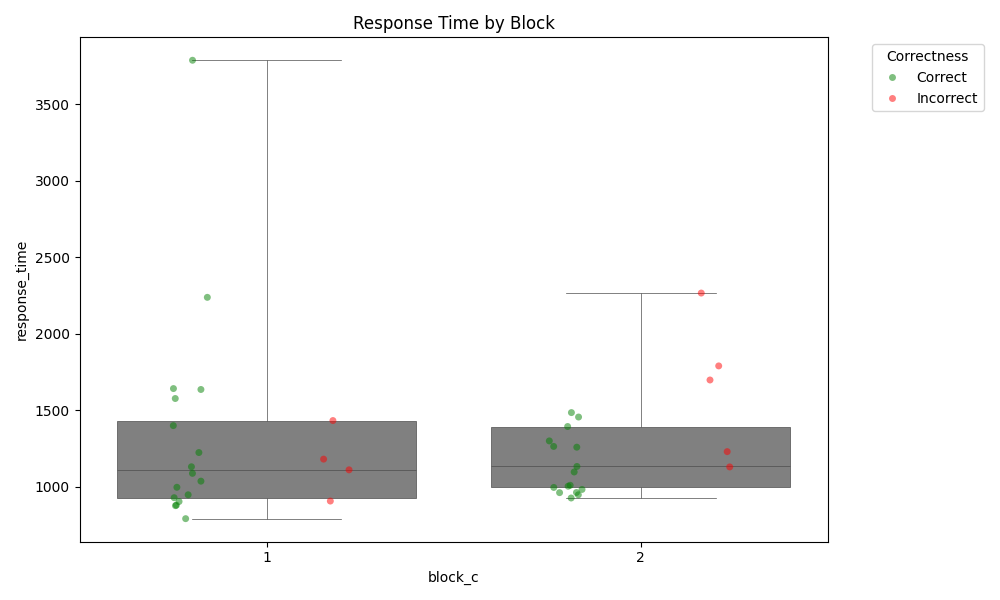 Response Time by Block
Correctness
Correct
Incorrect
3500
3000
2500
2000
1500
1000
response_time
1
2
block_c